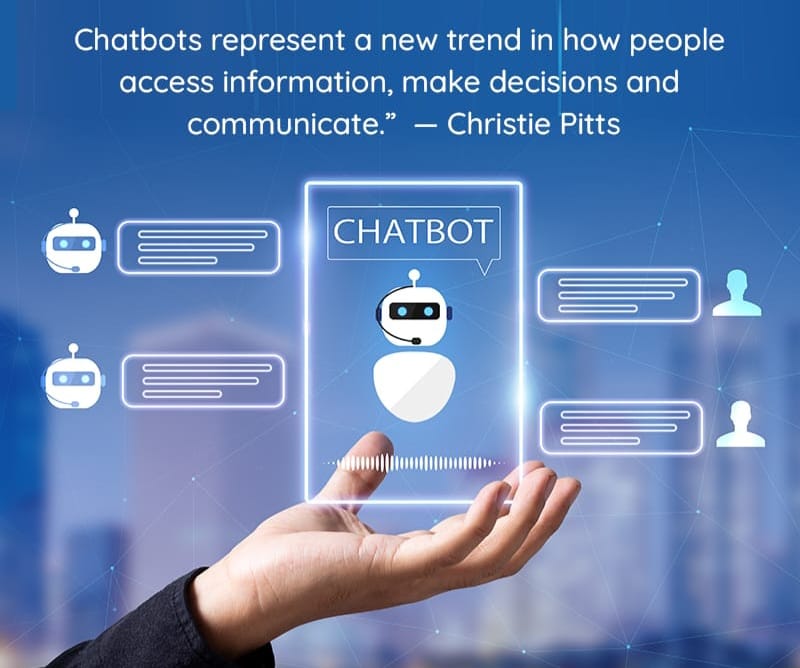 Chatbots represent a new trend in how people
access information, make decisions and
communicate.” — Christie Pitts
CHATBOT